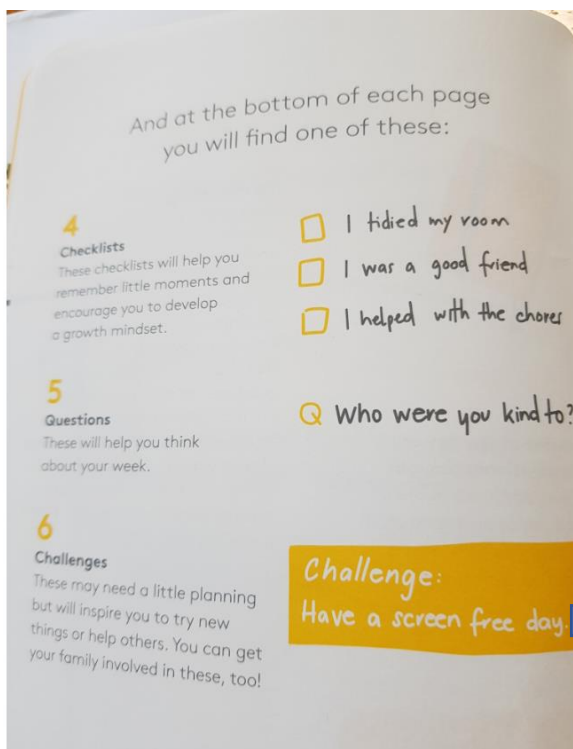 And at the bottom of each page
you will find one of these:
4
Checklists
These checklists will help you
remember little moments and
encourage you to develop
a growth mindset.
I tidied my room
I was a good friend
I helped with the chores
5
Questions
These will help you think
about your week.
Q Who were you kind to?
6
Challenges
These may need a little planning
but will inspire you to try new
things or help others. You can get
your family involved in these, too!
Challenge:
Have a screen free day.